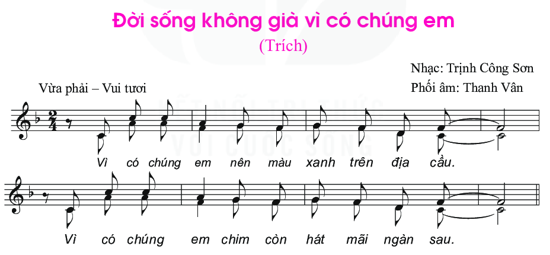 Đời sống không già vì có chúng em
(Trích)
Nhạc: Trịnh Công Sơn
Vừa phải – Vui tươi
Phối âm: Thanh Vân
Vì có chúng em nên màu xanh trên địa cầu.
Vì có chúng em chim còn hát mãi ngàn sau.